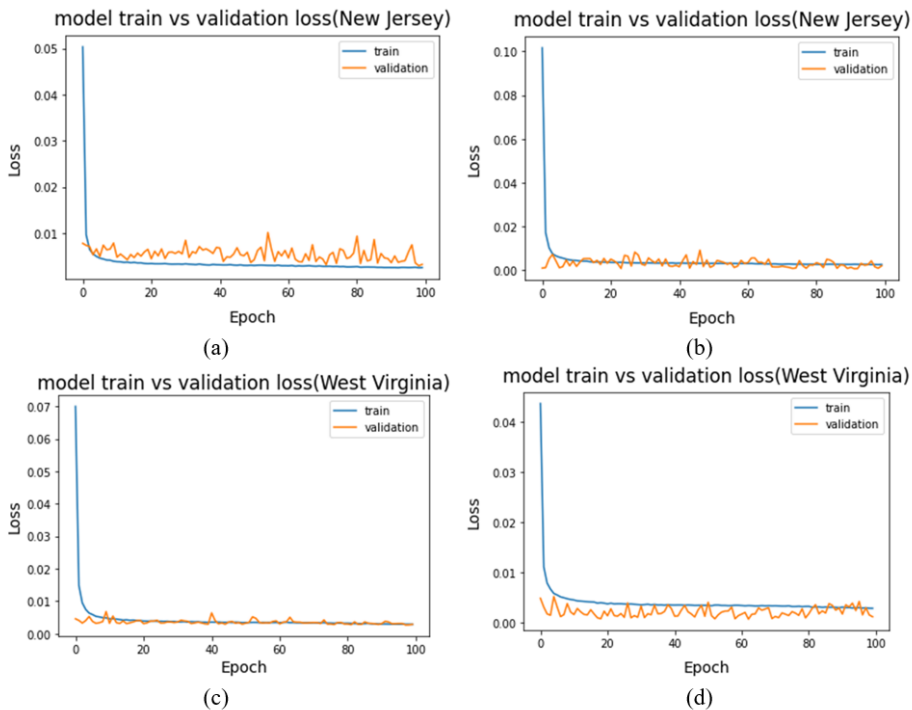 model train vs validation loss(New Jersey)
0.05
0.04
0.03
0.02
0.01
Loss
train
validation
0 20 40 60 80 100
Epoch
(a)
model train vs validation loss(New Jersey)
0.10
0.08
0.06
0.04
0.02
0.00
Loss
train
validation
0 20 40 60 80 100
Epoch
(b)
model train vs validation loss(West Virginia)
0.07
0.06
0.05
0.04
0.03
0.02
0.01
0.00
Loss
train
validation
0 20 40 60 80 100
Epoch
(c)
model train vs validation loss(West Virginia)
0.04
0.03
0.02
0.01
0.00
Loss
train
validation
0 20 40 60 80 100
Epoch
(d)